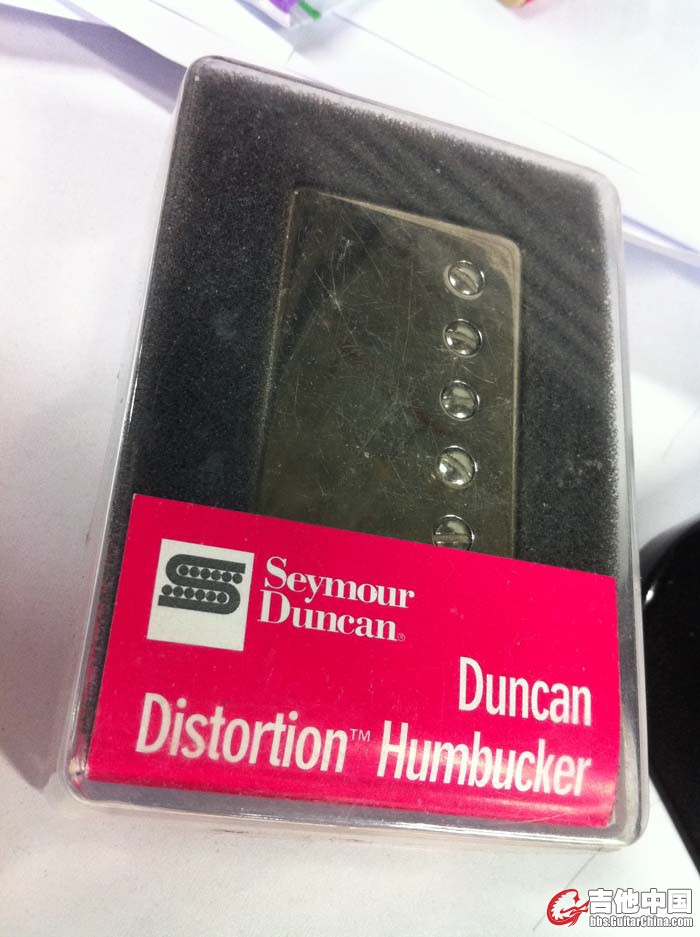 Seymour
Duncan®
Duncan
Distortion™ Humbucker
吉他中国
bbs.GuitarChina.com